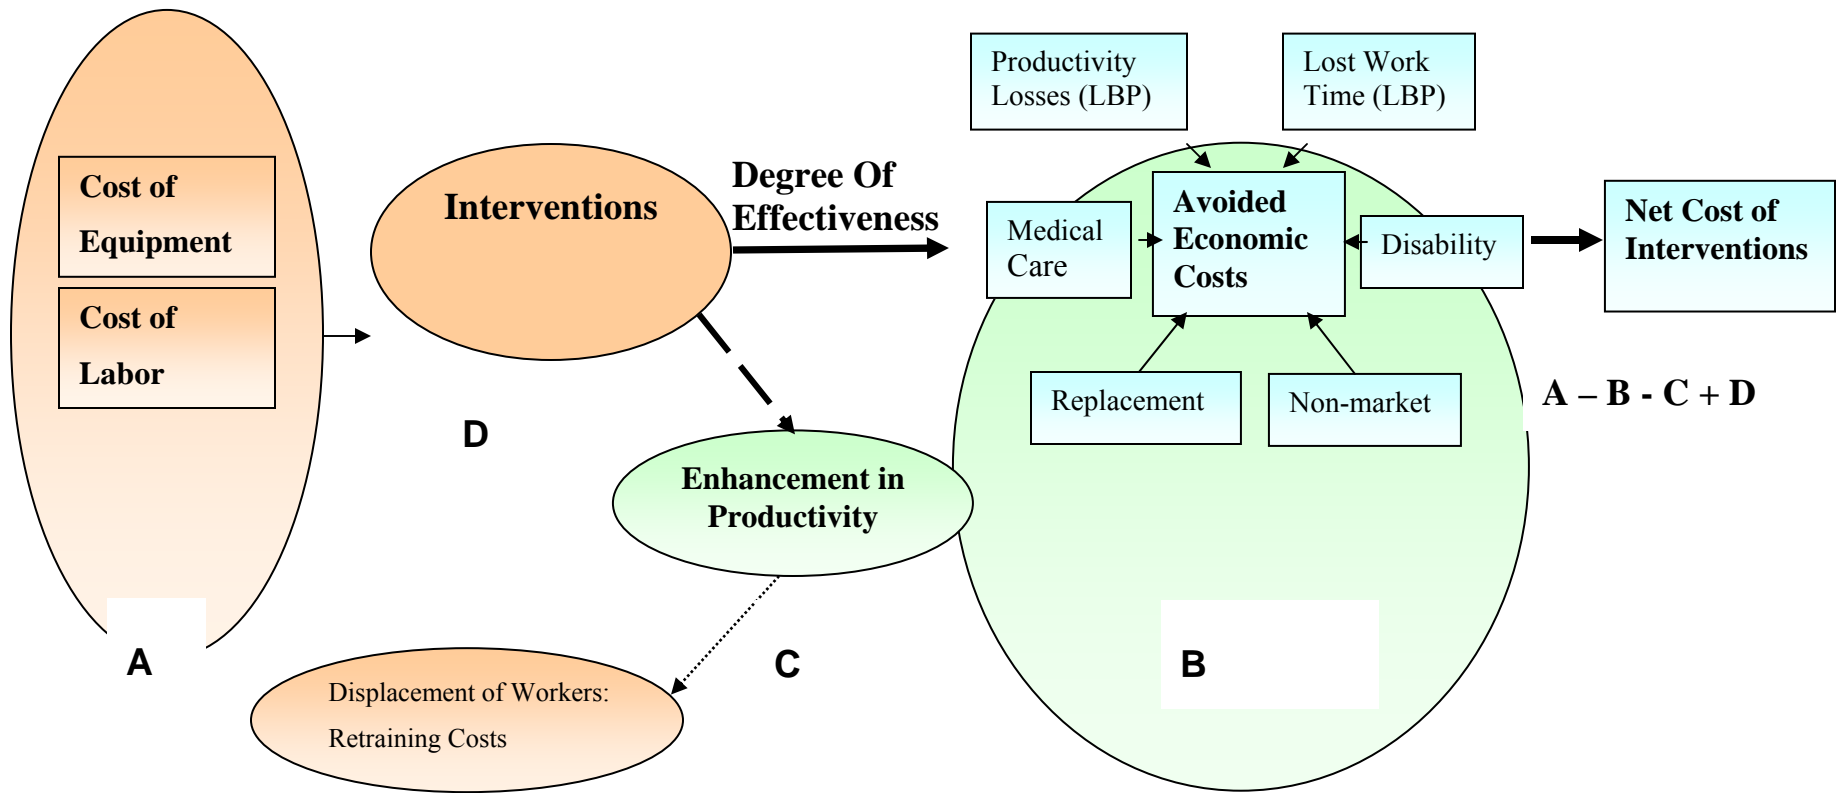 Cost of
Equipment
Cost of
Labor
A
Interventions
D
Degree Of
Effectiveness
Enhancement in
Productivity
C
Displacement of Workers:
Retraining Costs
Productivity
Losses (LBP)
Lost Work
Time (LBP)
Medical
Care
Avoided
Economic
Costs
Disability
Replacement
Non-market
B
Net Cost of
Interventions
A – B - C + D